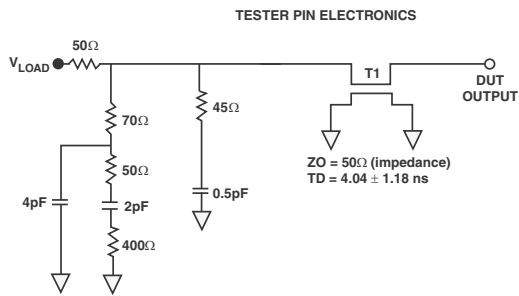 TESTER PIN ELECTRONICS
50Ω
VLOAD
T1
DUT
OUTPUT
70Ω
45Ω
50Ω
ZO = 50Ω (impedance)
TD = 4.04 ± 1.18 ns
4pF
2pF
0.5pF
400Ω